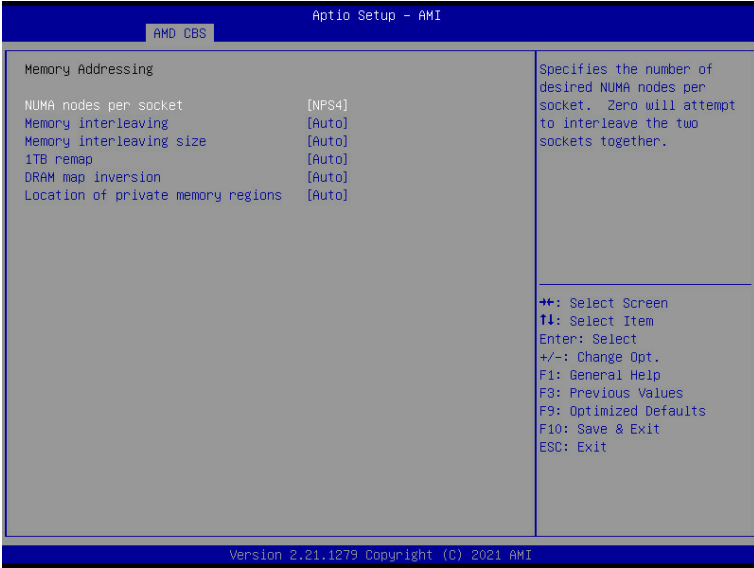 Aptio Setup – AMI
AMD CBS
Memory Addressing
NUMA nodes per socket [NPS4]
Memory interleaving [Auto]
Memory interleaving size [Auto]
1TB remap [Auto]
DRAM map inversion [Auto]
Location of private memory regions [Auto]
Specifies the number of
desired NUMA nodes per
socket. Zero will attempt
to interleave the two
sockets together.
→←: Select Screen
↑↓: Select Item
Enter: Select
+/-: Change Opt.
F1: General Help
F3: Previous Values
F9: Optimized Defaults
F10: Save & Exit
ESC: Exit
Version 2.21.1279 Copyright (C) 2021 AMI